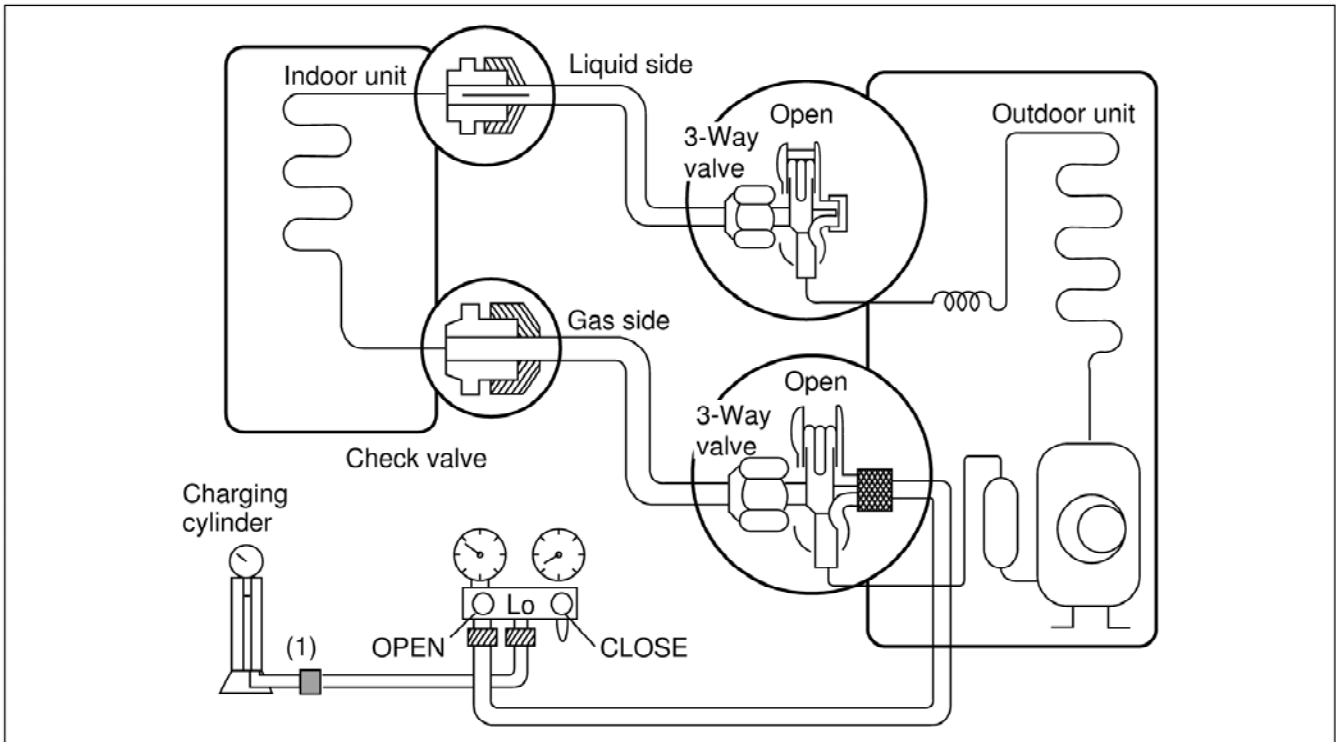 Indoor unit
Liquid side
Open
3-Way
valve
Outdoor unit
Gas side
Open
3-Way
valve
Check valve
Charging
cylinder
(1)
Lo
OPEN
CLOSE